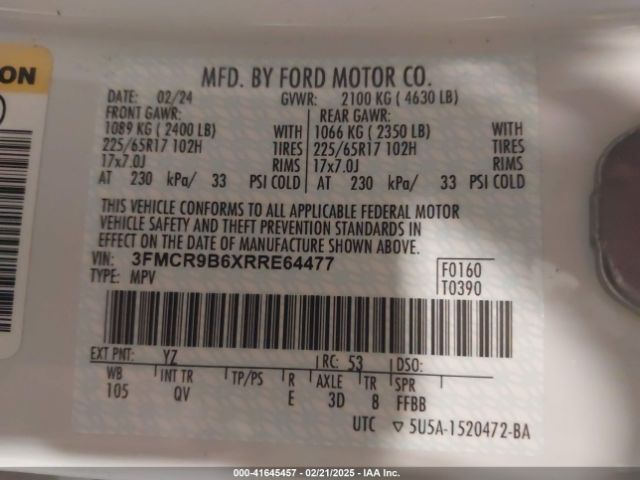 ON
MFD. BY FORD MOTOR CO.
DATE: 02/24 GVWR: 2100 KG ( 4630 LB)
FRONT GAWR: REAR GAWR:
1089 KG ( 2400 LB) WITH 1066 KG ( 2350 LB) WITH
225/65R17 102H TIRES 225/65R17 102H TIRES
17x7.0J RIMS 17x7.0J RIMS
AT 230 kPa/ 33 PSI COLD AT 230 kPa/ 33 PSI COLD
THIS VEHICLE CONFORMS TO ALL APPLICABLE FEDERAL MOTOR
VEHICLE SAFETY AND THEFT PREVENTION STANDARDS IN
EFFECT ON THE DATE OF MANUFACTURE SHOWN ABOVE.
VIN: 3FMCR9B6XRRE64477 F0160
TYPE: MPV T0390
EXT PNT: YZ RC: 53 DSO:
WB INT TR TP/PS R AXLE TR SPR
105 QV E 3D 8 FFBB
UTC ▽ 5U5A-1520472-BA
000-41645457 - 02/21/2025 - IAA Inc.